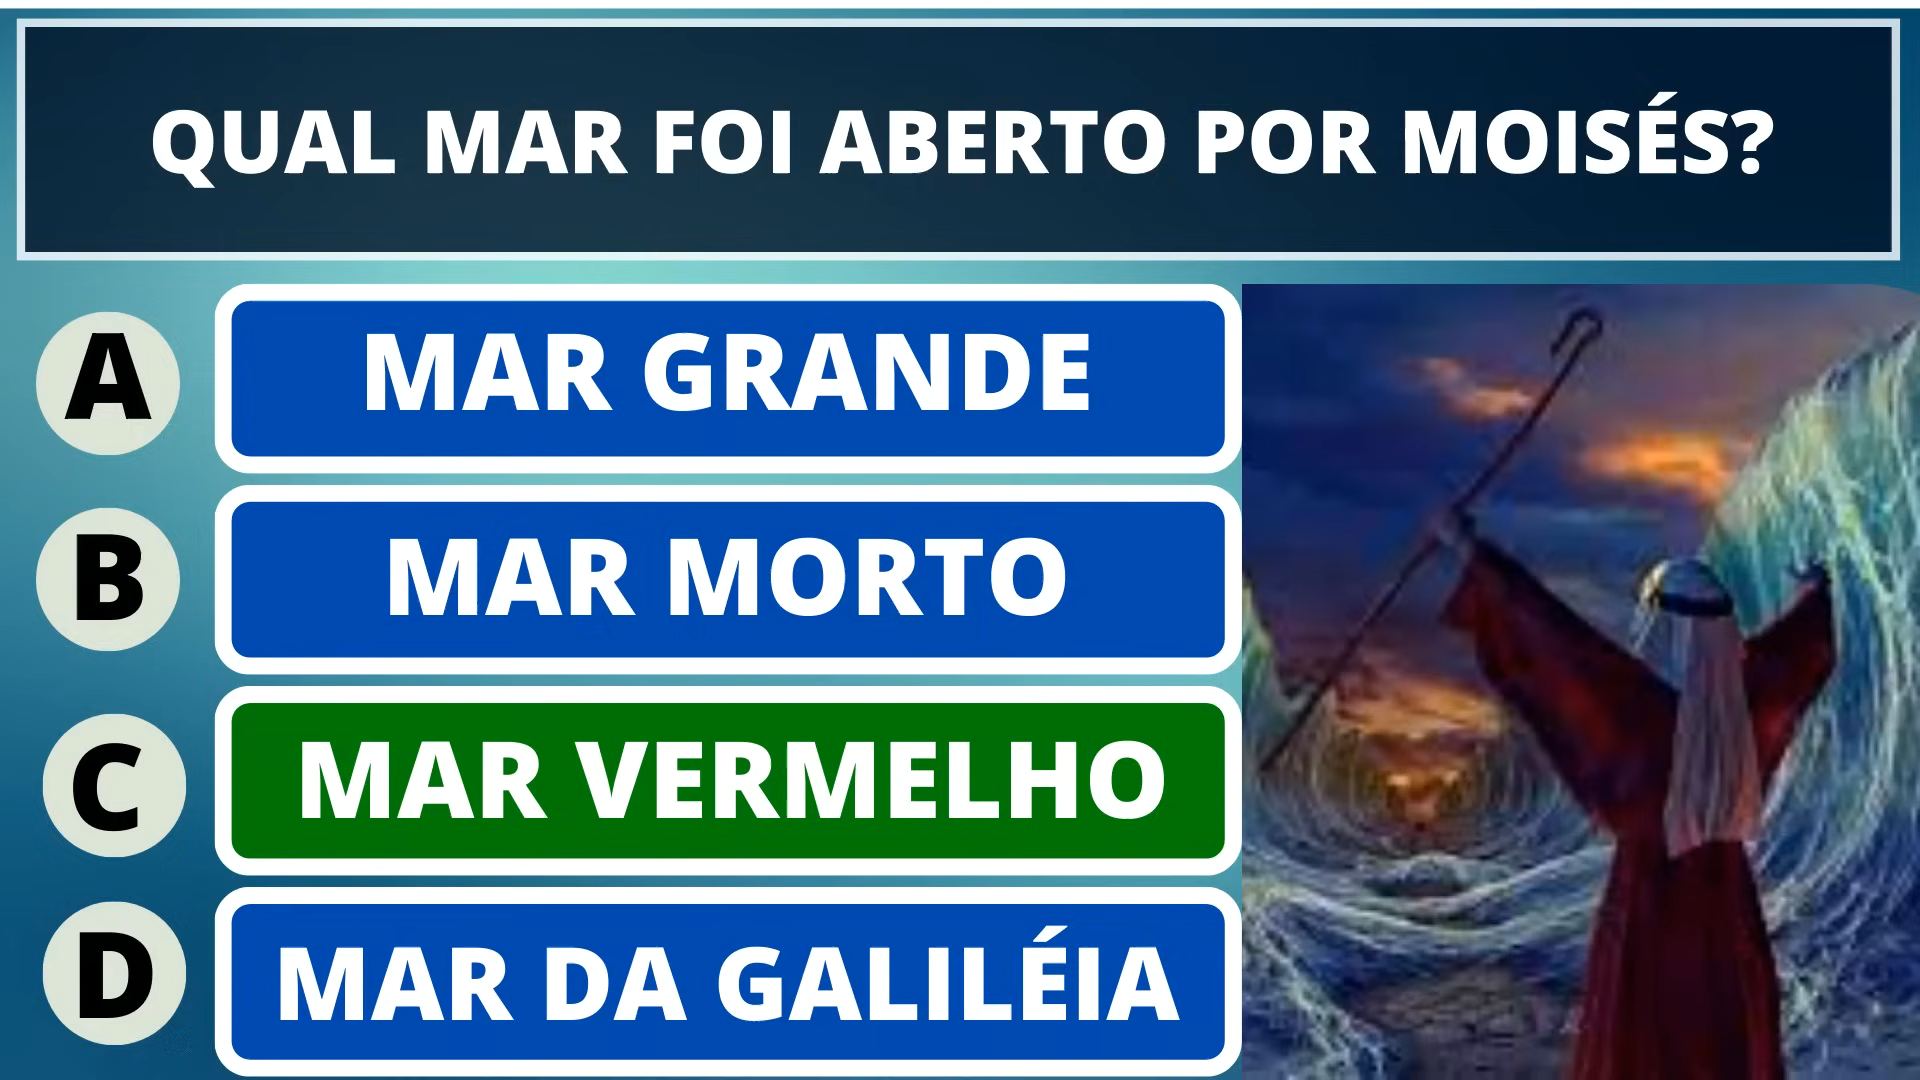 QUAL MAR FOI ABERTO POR MOISÉS?
A
MAR GRANDE
B
MAR MORTO
C
MAR VERMELHO
D
MAR DA GALILÉIA